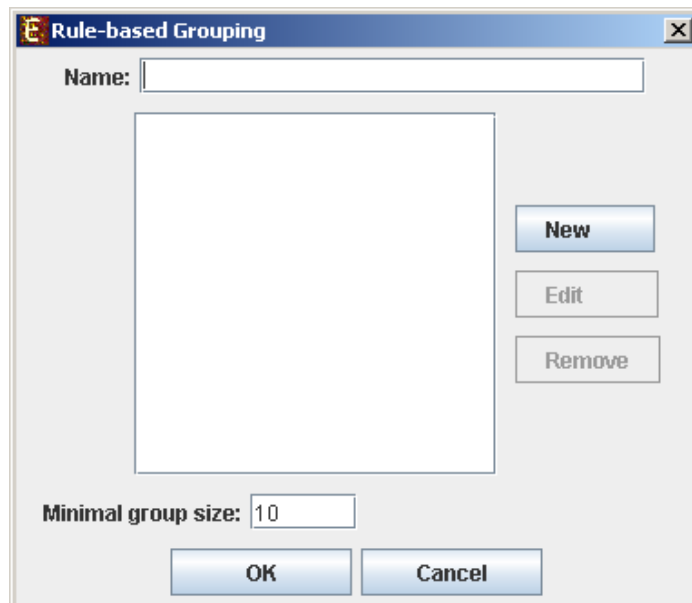 E Rule-based Grouping
Name:
New
Edit
Remove
Minimal group size: 10
OK Cancel